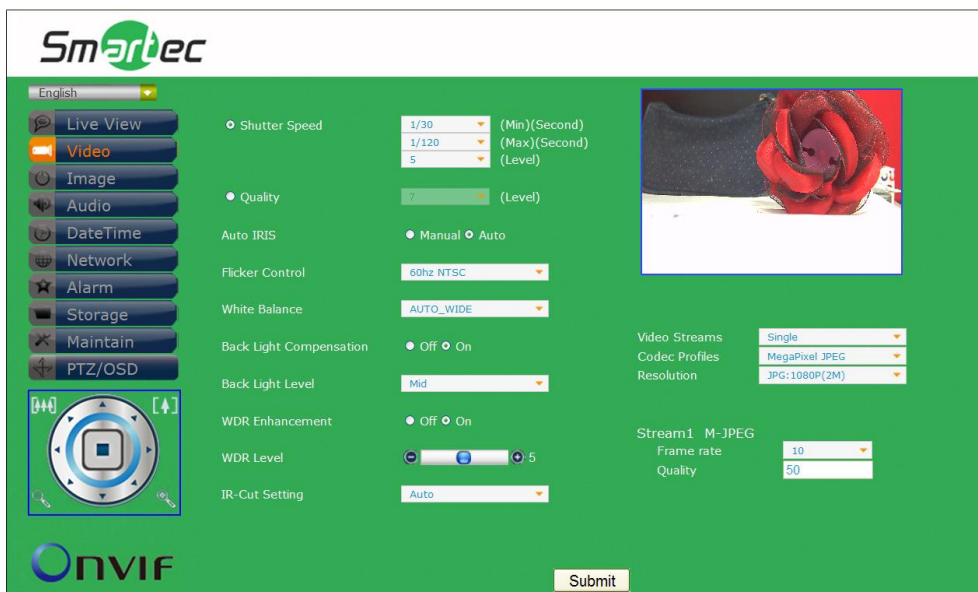 Smartec
English
Live View
Video
Image
Audio
DateTime
Network
Alarm
Storage
Maintain
PTZ/OSD
Onvif
Shutter Speed 1/30 (Min)(Second)
1/120 (Max)(Second)
5 (Level)
Quality 7 (Level)
Auto IRIS Manual Auto
Flicker Control 60hz NTSC
White Balance AUTO_WIDE
Back Light Compensation Off On
Back Light Level Mid
WDR Enhancement Off On
WDR Level 5
IR-Cut Setting Auto
Video Streams Single
Codec Profiles MegaPixel JPEG
Resolution JPG:1080P(2M)
Stream1 M-JPEG
Frame rate 10
Quality 50
Submit